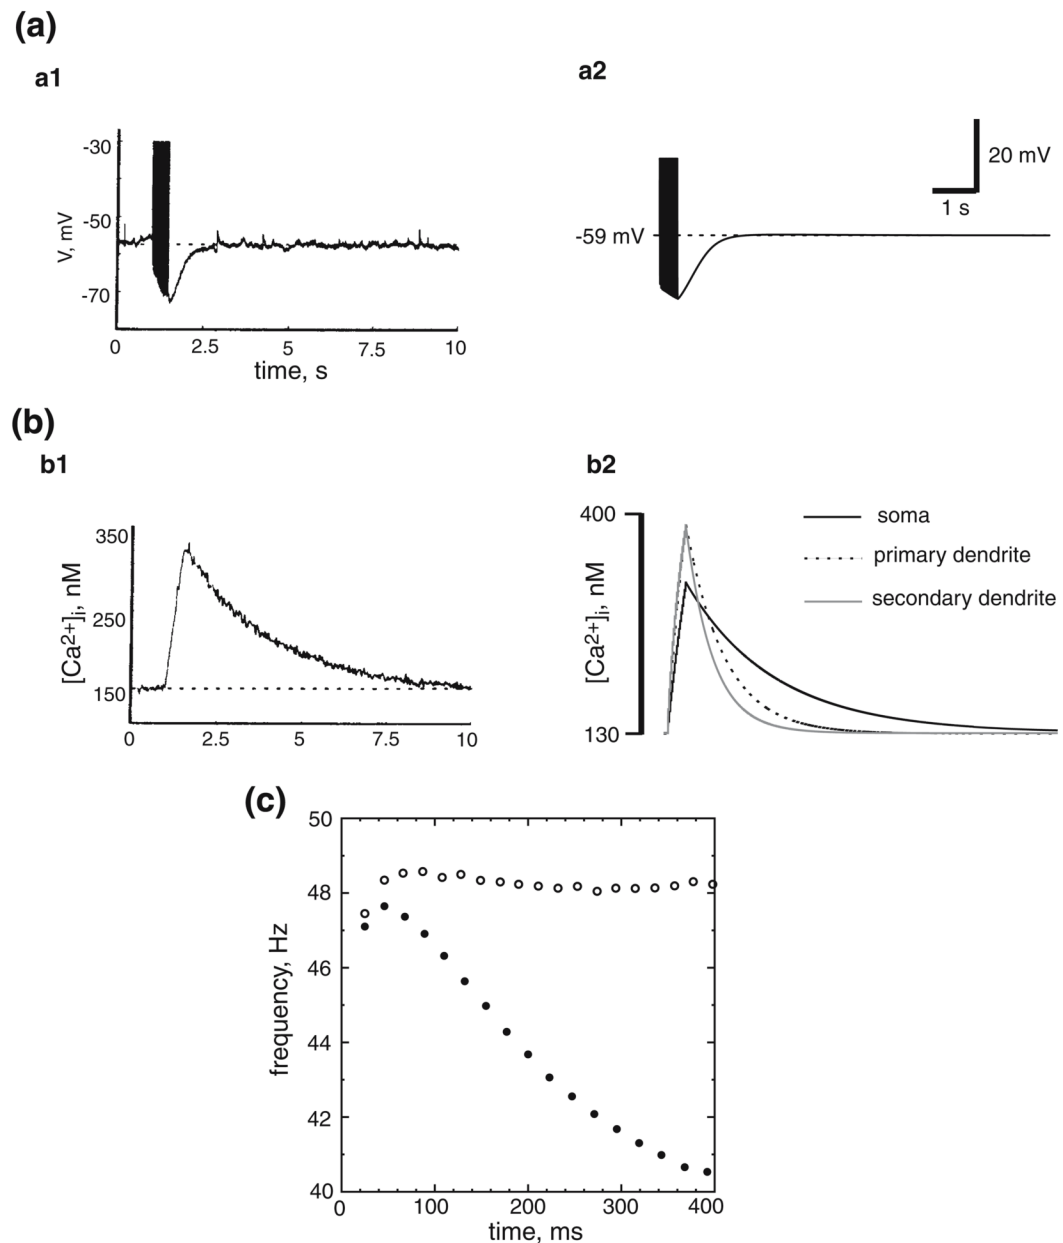 (a)
a1
a2
-30
-50
-70
V, mV
0
2.5
5
7.5
10
time, s
20 mV
1 s
-59 mV
(b)
b1
b2
350
250
150
[Ca2+]i, nM
0
2.5
5
7.5
10
400
130
[Ca2+]i, nM
soma
primary dendrite
secondary dendrite
(c)
50
48
46
44
42
40
frequency, Hz
0
100
200
300
400
time, ms